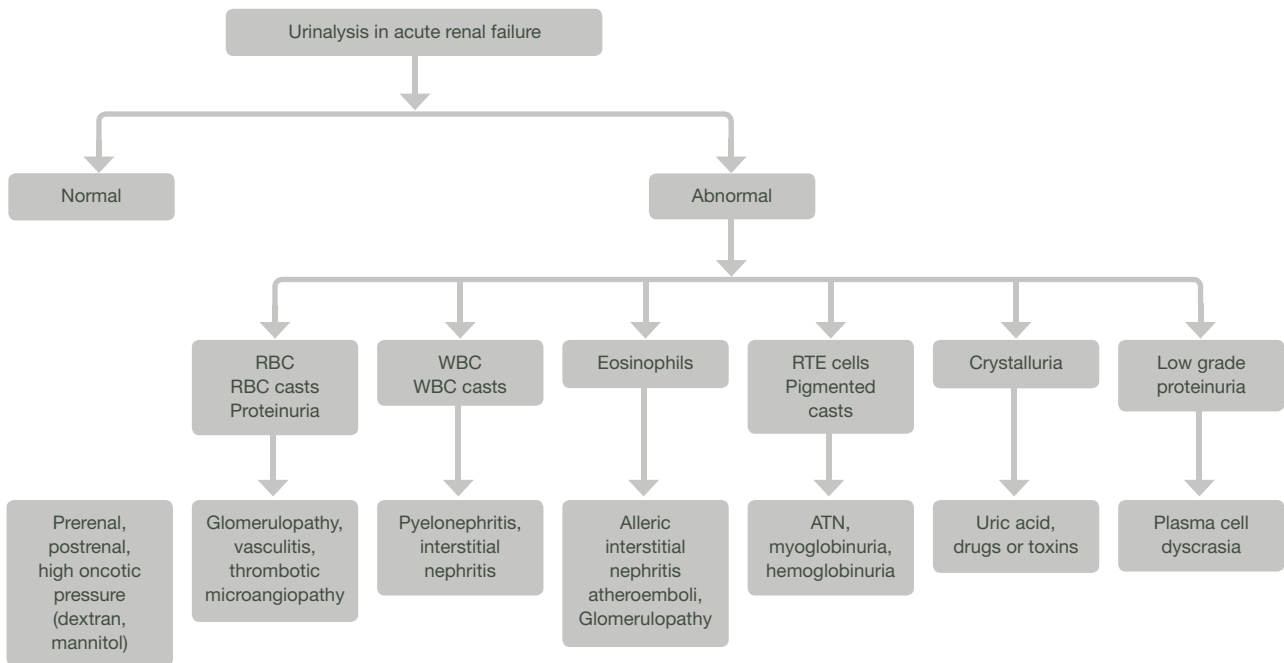 Urinalysis in acute renal failure
Normal
Abnormal
RBC
RBC casts
Proteinuria
WBC
WBC casts
Eosinophils
RTE cells
Pigmented
casts
Crystalluria
Low grade
proteinuria
Prerenal,
postrenal,
high oncotic
pressure
(dextran,
mannitol)
Glomerulopathy,
vasculitis,
thrombotic
microangiopathy
Pyelonephritis,
interstitial
nephritis
Alleric
interstitial
nephritis
atheroemboli,
Glomerulopathy
ATN,
myoglobinuria,
hemoglobinuria
Uric acid,
drugs or toxins
Plasma cell
dyscrasia